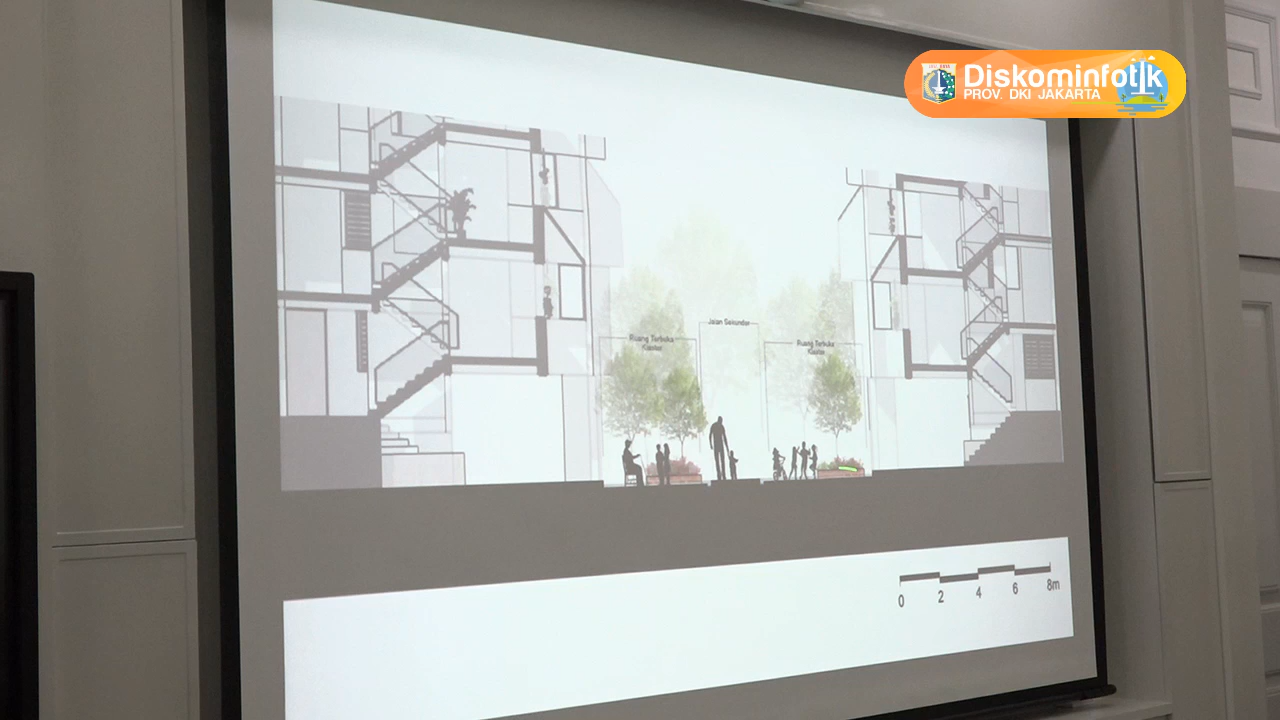 Diskominfotik
PROV. DKI JAKARTA
Jalan Sekunder
Ruang Terbuka
Klaster
Ruang Terbuka
Klaster
0 2 4 6 8m